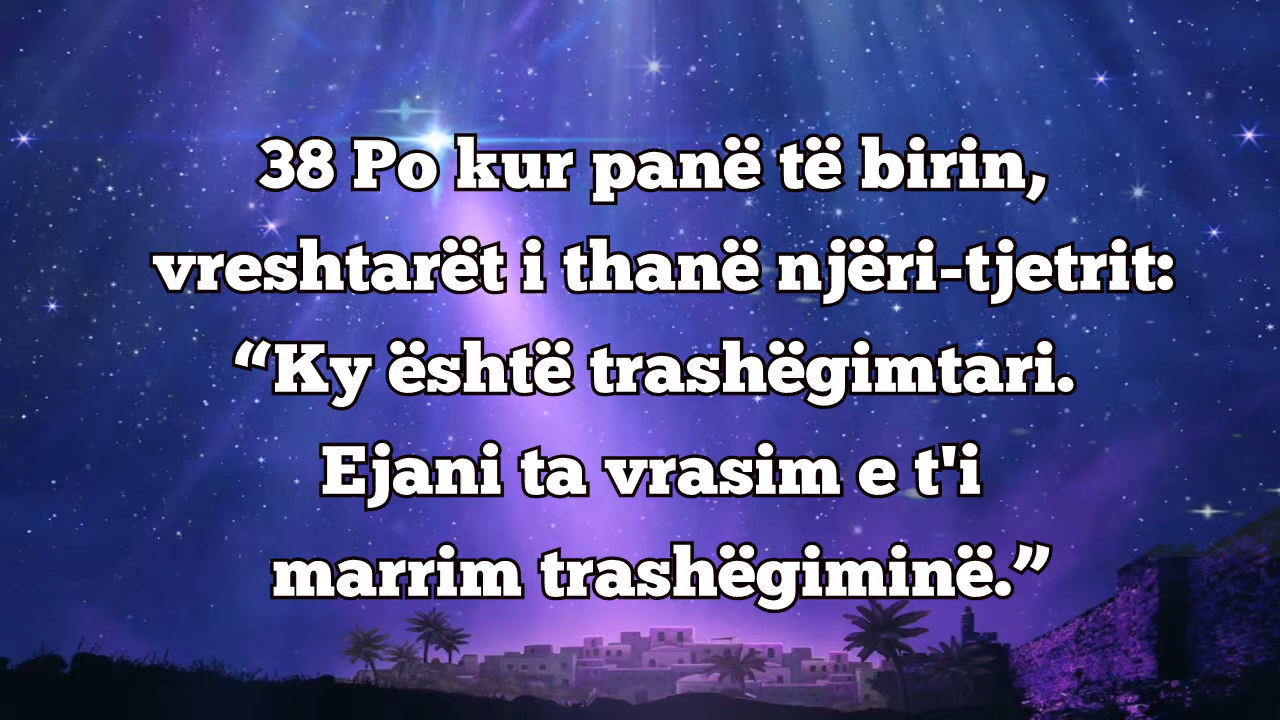 38 Po kur panë të birin,
vreshtarët i thanë njëri-tjetrit:
“Ky është trashëgimtari.
Ejani ta vrasim e t'i
marrim trashëgiminë.”